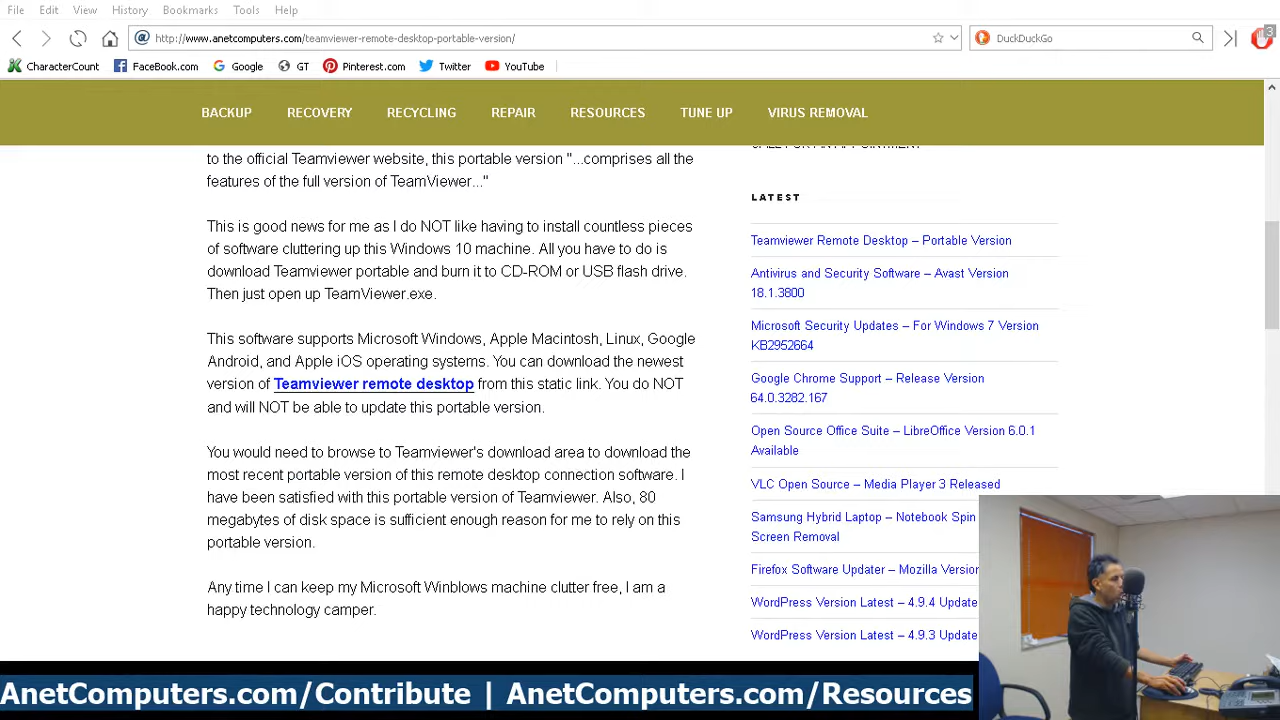 File Edit View History Bookmarks Tools Help
http://www.anetcomputers.com/teamviewer-remote-desktop-portable-version/
DuckDuckGo
3
CharacterCount FaceBook.com Google GT Pinterest.com Twitter YouTube
BACKUP RECOVERY RECYCLING REPAIR RESOURCES TUNE UP VIRUS REMOVAL
to the official Teamviewer website, this portable version "...comprises all the
features of the full version of TeamViewer..."
This is good news for me as I do NOT like having to install countless pieces
of software cluttering up this Windows 10 machine. All you have to do is
download Teamviewer portable and burn it to CD-ROM or USB flash drive.
Then just open up TeamViewer.exe.
This software supports Microsoft Windows, Apple Macintosh, Linux, Google
Android, and Apple iOS operating systems. You can download the newest
version of Teamviewer remote desktop from this static link. You do NOT
and will NOT be able to update this portable version.
You would need to browse to Teamviewer's download area to download the
most recent portable version of this remote desktop connection software. I
have been satisfied with this portable version of Teamviewer. Also, 80
megabytes of disk space is sufficient enough reason for me to rely on this
portable version.
Any time I can keep my Microsoft Winblows machine clutter free, I am a
happy technology camper.
LATEST
Teamviewer Remote Desktop – Portable Version
Antivirus and Security Software – Avast Version
18.1.3800
Microsoft Security Updates – For Windows 7 Version
KB2952664
Google Chrome Support – Release Version
64.0.3282.167
Open Source Office Suite – LibreOffice Version 6.0.1
Available
VLC Open Source – Media Player 3 Released
Samsung Hybrid Laptop – Notebook Spin
Screen Removal
Firefox Software Updater – Mozilla Version
WordPress Version Latest – 4.9.4 Update
WordPress Version Latest – 4.9.3 Update
AnetComputers.com/Contribute | AnetComputers.com/Resources